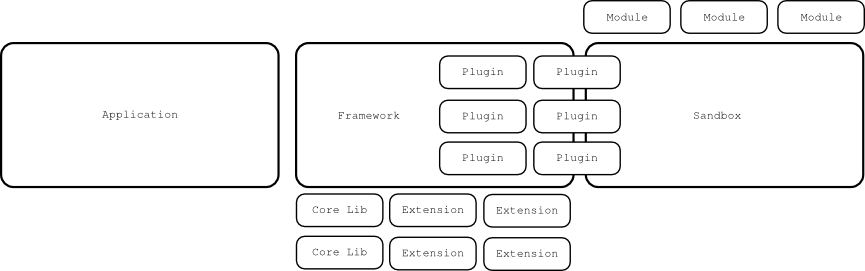 Module Module Module
Plugin Plugin
Application Framework Plugin Plugin Sandbox
Plugin Plugin
Core Lib Extension Extension
Core Lib Extension Extension